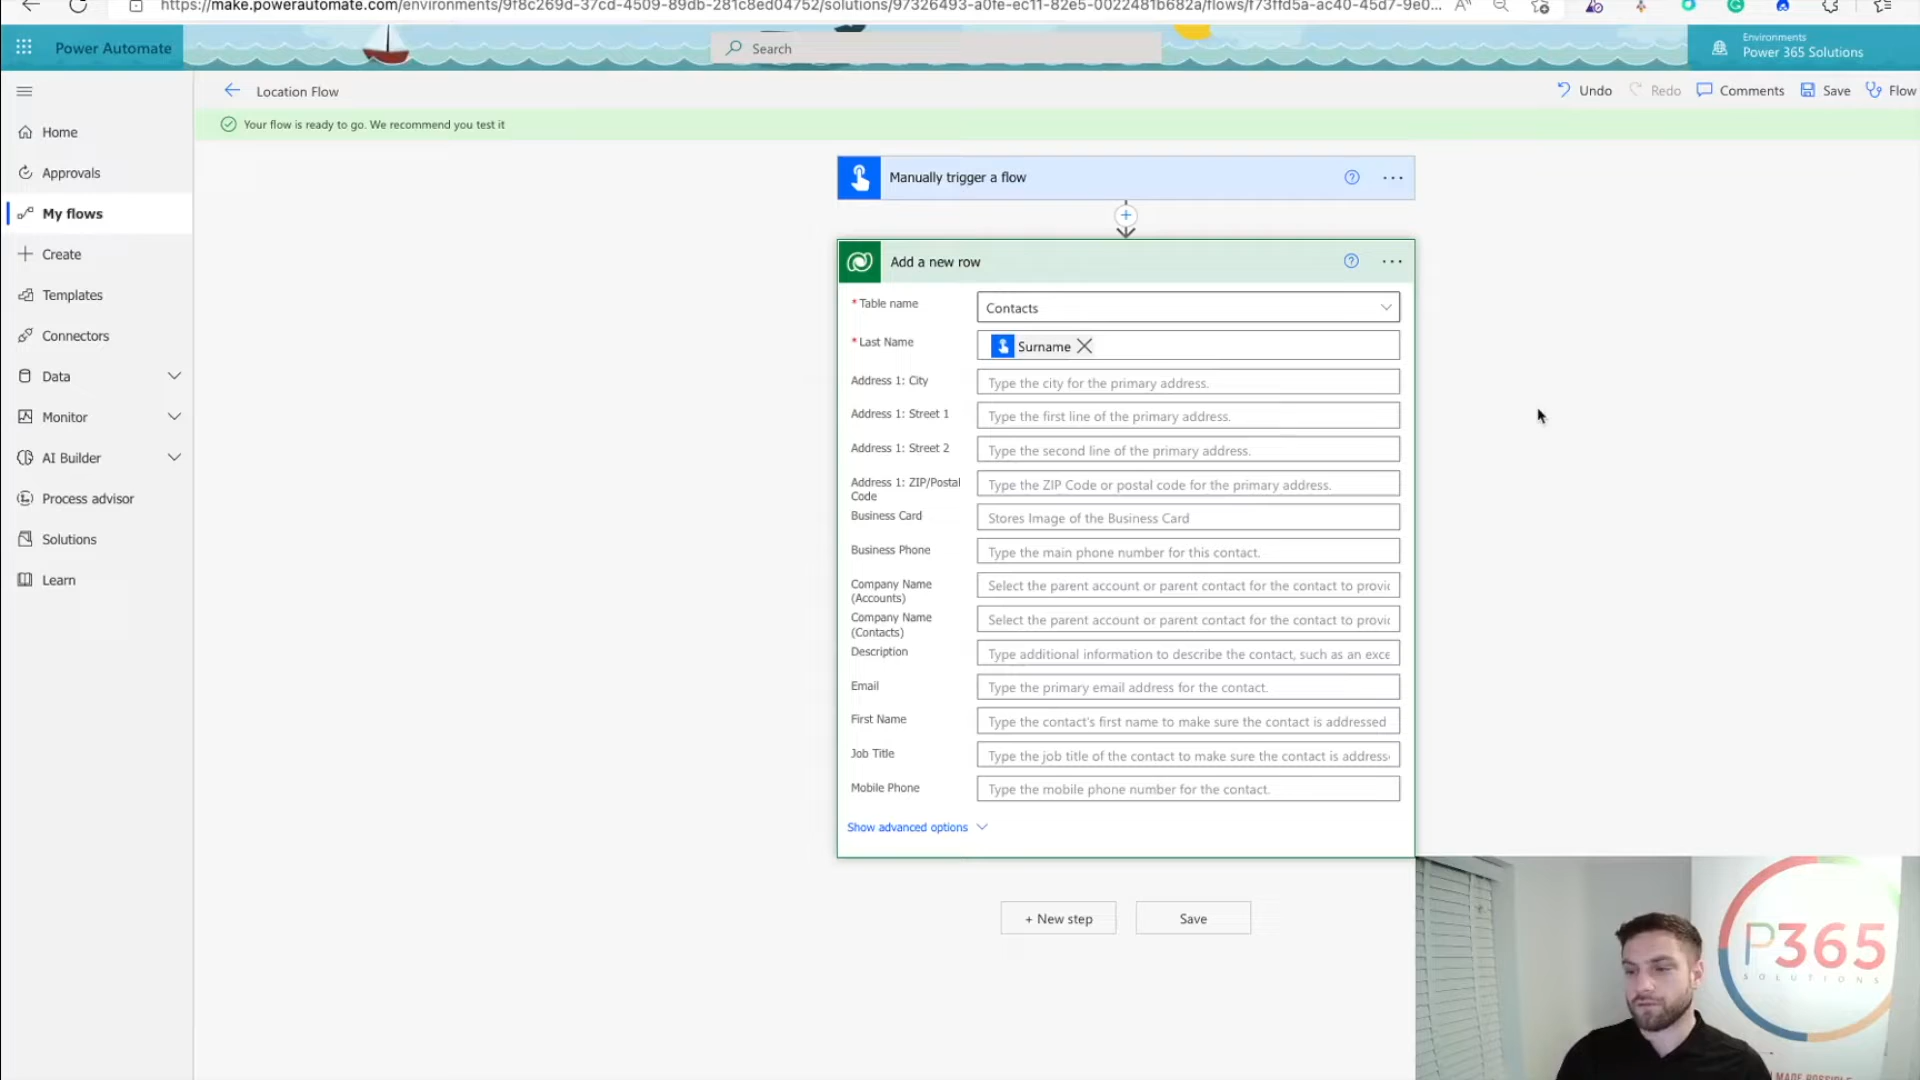 https://make.powerautomate.com/environments/9f8c269d-37cd-4509-89db-281c8ed04752/solutions/97326493-a0fe-ec11-82e5-0022481b682a/flows/f73ffd5a-ac40-45d7-9e0...
Power Automate
Search
Environments
Power 365 Solutions
Location Flow
Undo
Redo
Comments
Save
Flow
Your flow is ready to go. We recommend you test it
Home
Approvals
My flows
Create
Templates
Connectors
Data
Monitor
AI Builder
Process advisor
Solutions
Learn
Manually trigger a flow
Add a new row
* Table name
Contacts
* Last Name
Surname
Address 1: City
Type the city for the primary address.
Address 1: Street 1
Type the first line of the primary address.
Address 1: Street 2
Type the second line of the primary address.
Address 1: ZIP/Postal
Code
Type the ZIP Code or postal code for the primary address.
Business Card
Stores Image of the Business Card
Business Phone
Type the main phone number for this contact.
Company Name
(Accounts)
Select the parent account or parent contact for the contact to provid
Company Name
(Contacts)
Select the parent account or parent contact for the contact to provid
Description
Type additional information to describe the contact, such as an exce
Email
Type the primary email address for the contact.
First Name
Type the contact's first name to make sure the contact is addressed
Job Title
Type the job title of the contact to make sure the contact is address
Mobile Phone
Type the mobile phone number for the contact.
Show advanced options
+ New step
Save
P365
SOLUTIONS
MADE POSSIBLE